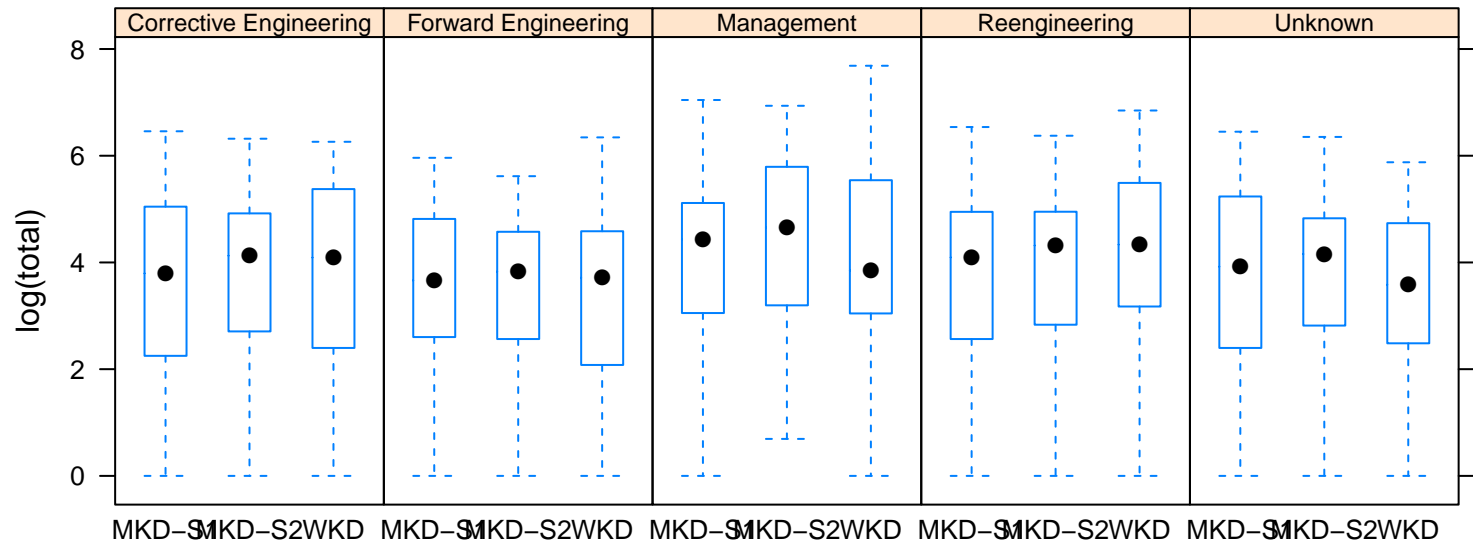 Corrective Engineering Forward Engineering Management Reengineering Unknown
8
6
4
2
0
log(total)
MKD−S1 MKD−S2 WKD MKD−S1 MKD−S2 WKD MKD−S1 MKD−S2 WKD MKD−S1 MKD−S2 WKD MKD−S1 MKD−S2 WKD